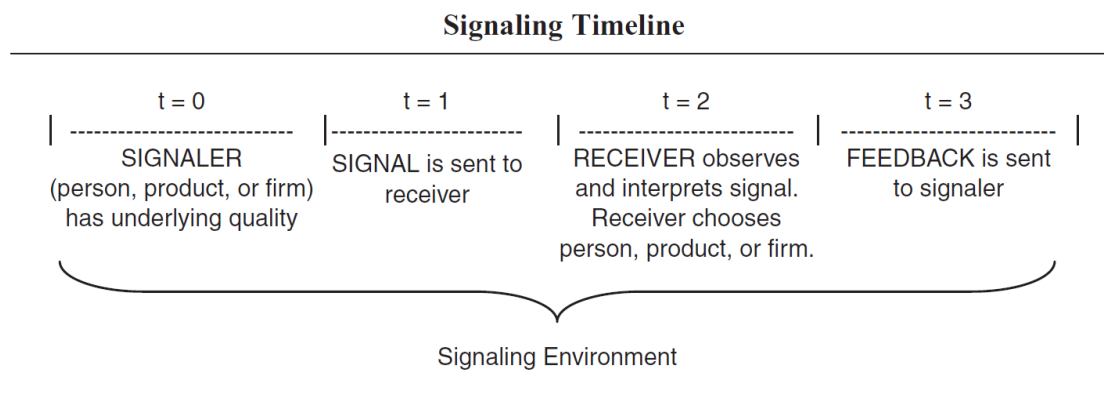 Signaling Timeline
t = 0
t = 1
t = 2
t = 3
SIGNALER
(person, product, or firm)
has underlying quality
SIGNAL is sent to
receiver
RECEIVER observes
and interprets signal.
Receiver chooses
person, product, or firm.
FEEDBACK is sent
to signaler
Signaling Environment